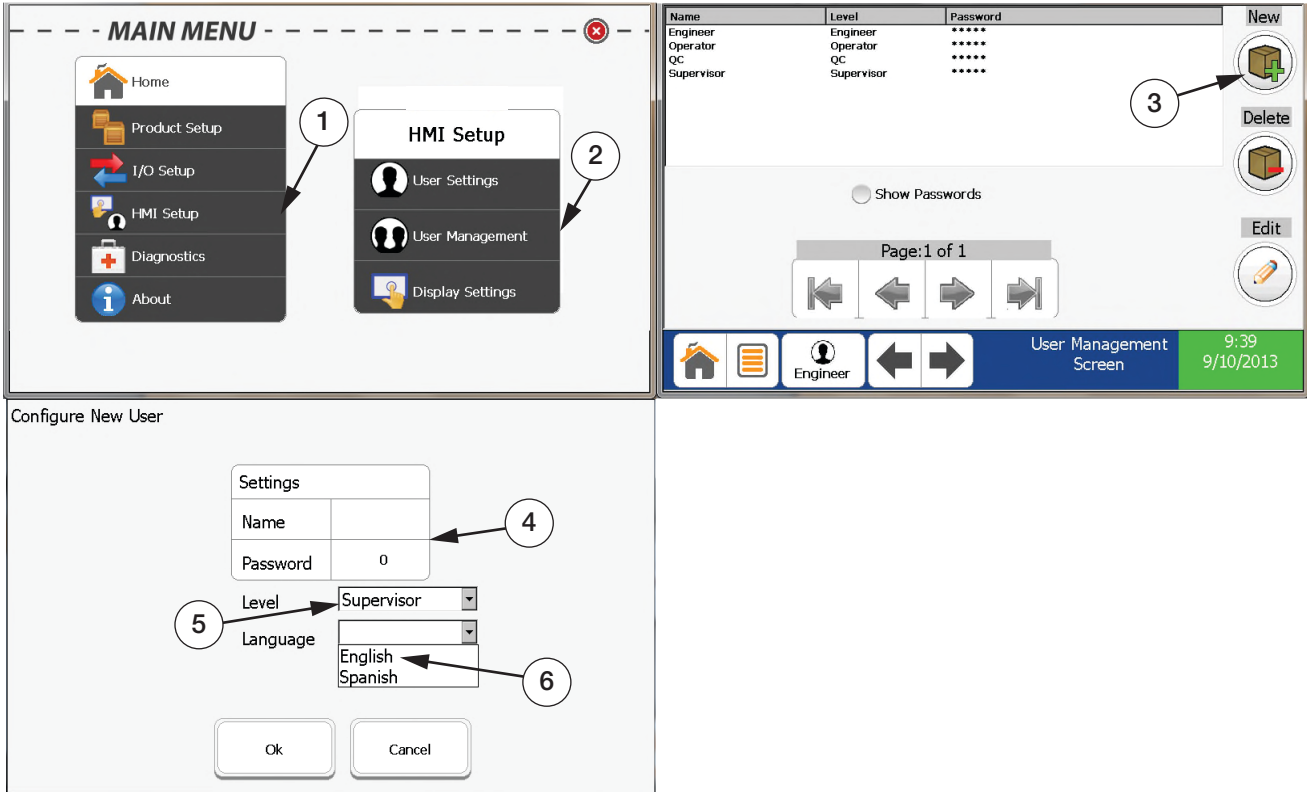 MAIN MENU
Home
Product Setup
I/O Setup
HMI Setup
Diagnostics
About
1
HMI Setup
User Settings
User Management
Display Settings
2
Name Level Password
Engineer Engineer *****
Operator Operator *****
QC QC *****
Supervisor Supervisor *****
New
3
Delete
Edit
Show Passwords
Page:1 of 1
Engineer
User Management
Screen
9:39
9/10/2013
Configure New User
Settings
Name
Password 0
4
Level Supervisor
5
Language
English
Spanish
6
Ok Cancel